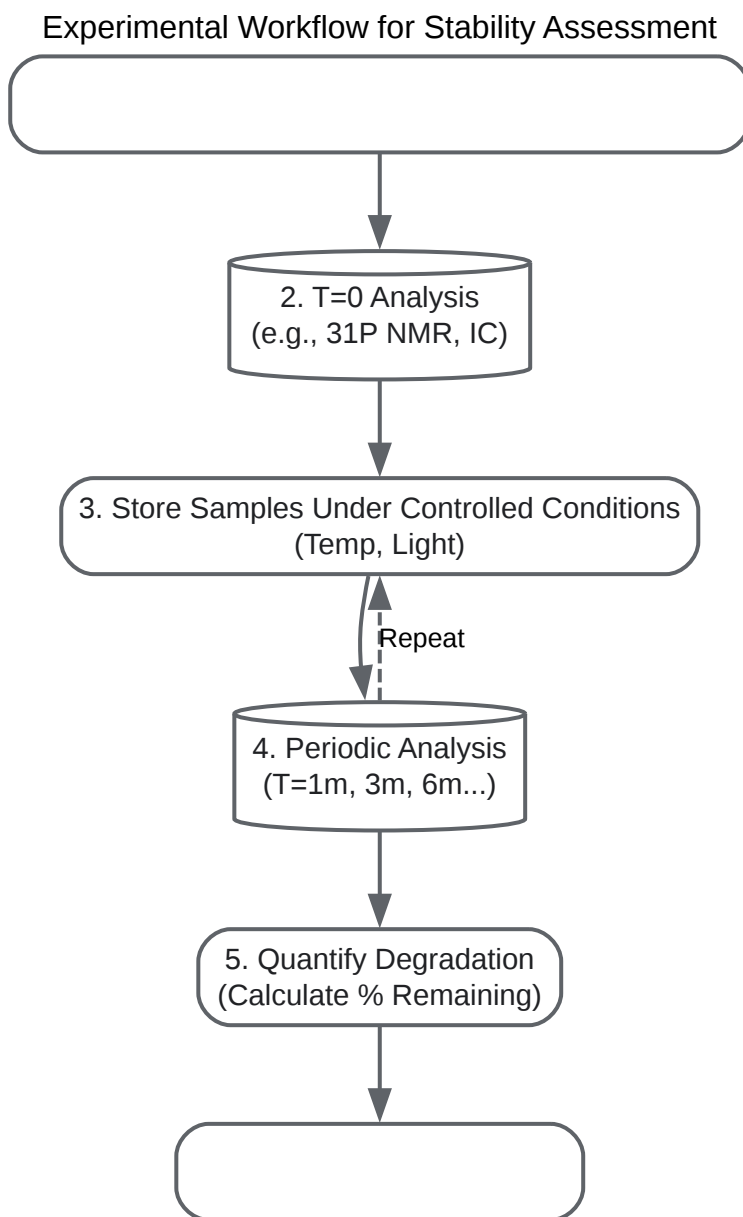 Experimental Workflow for Stability Assessment
2. T=0 Analysis
(e.g., 31P NMR, IC)
3. Store Samples Under Controlled Conditions
(Temp, Light)
Repeat
4. Periodic Analysis
(T=1m, 3m, 6m...)
5. Quantify Degradation
(Calculate % Remaining)